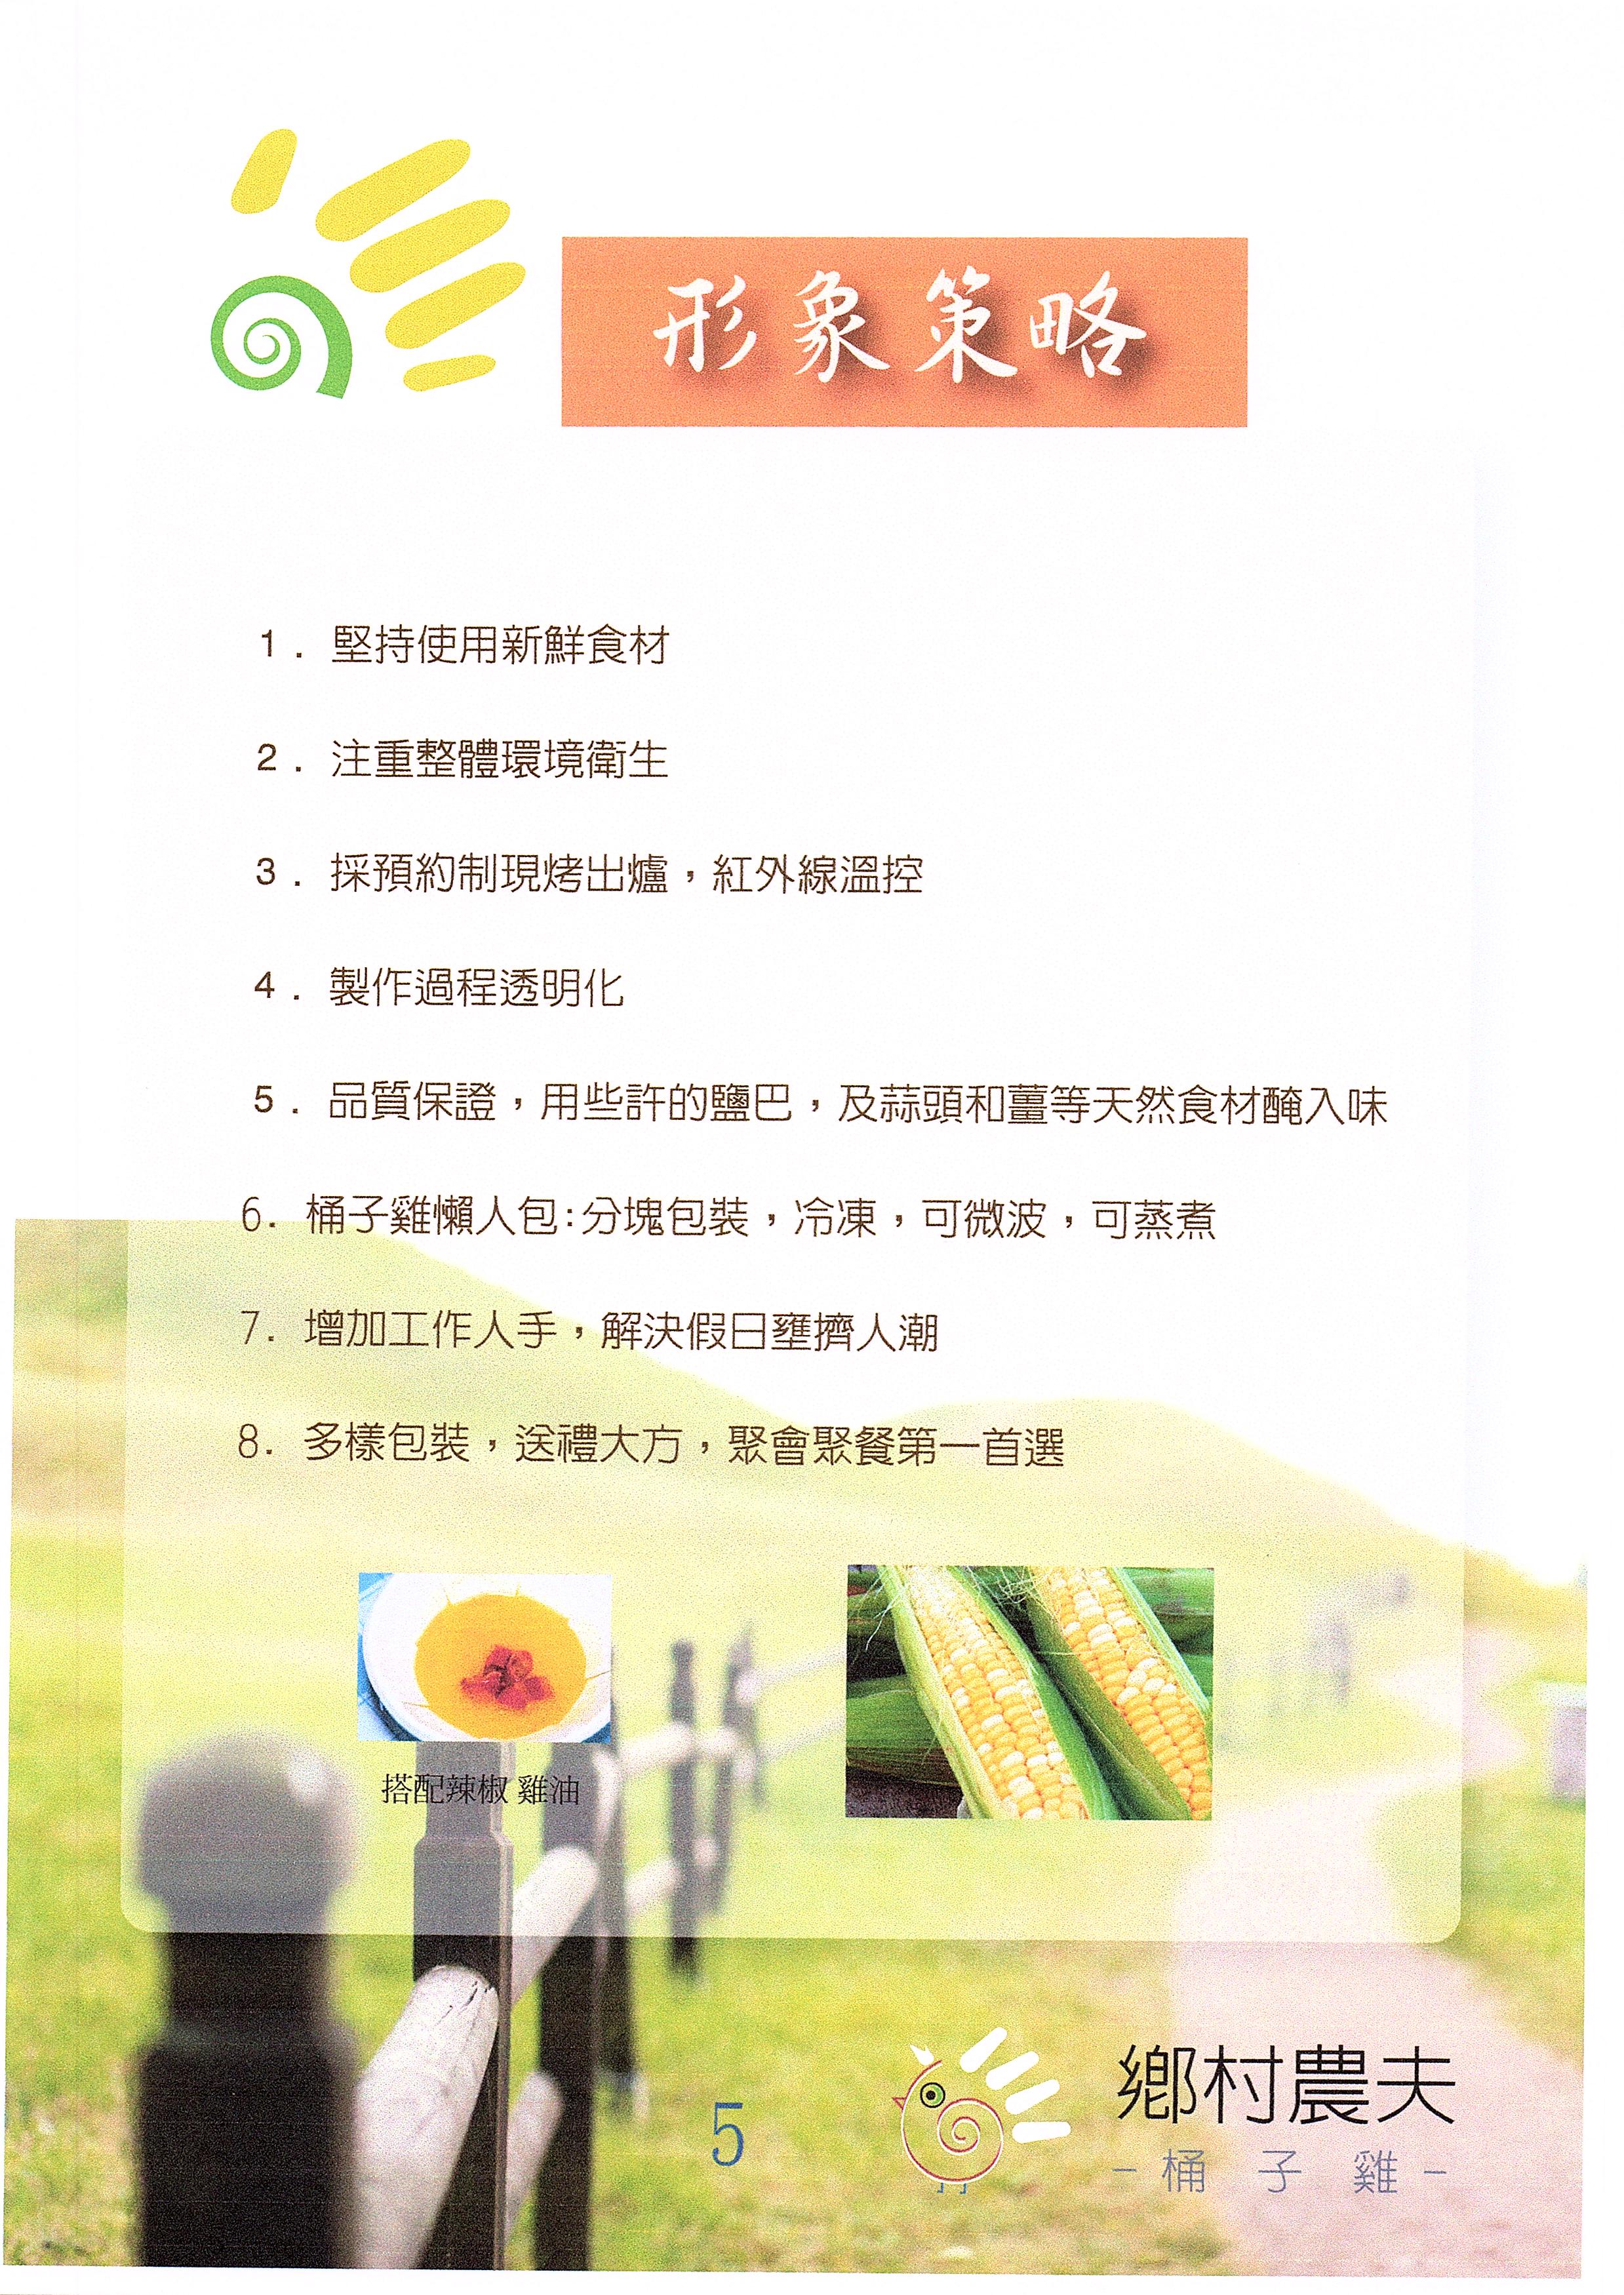 形象策略
1. 堅持使用新鮮食材
2. 注重整體環境衛生
3. 採預約制現烤出爐，紅外線溫控
4. 製作過程透明化
5. 品質保證，用些許的鹽巴，及蒜頭和薑等天然食材醃入味
6. 桶子雞懶人包:分塊包裝，冷凍，可微波，可蒸煮
7. 增加工作人手，解決假日壅擠人潮
8. 多樣包裝，送禮大方，聚會聚餐第一首選
搭配辣椒 雞油
5
鄉村農夫
-桶子雞-